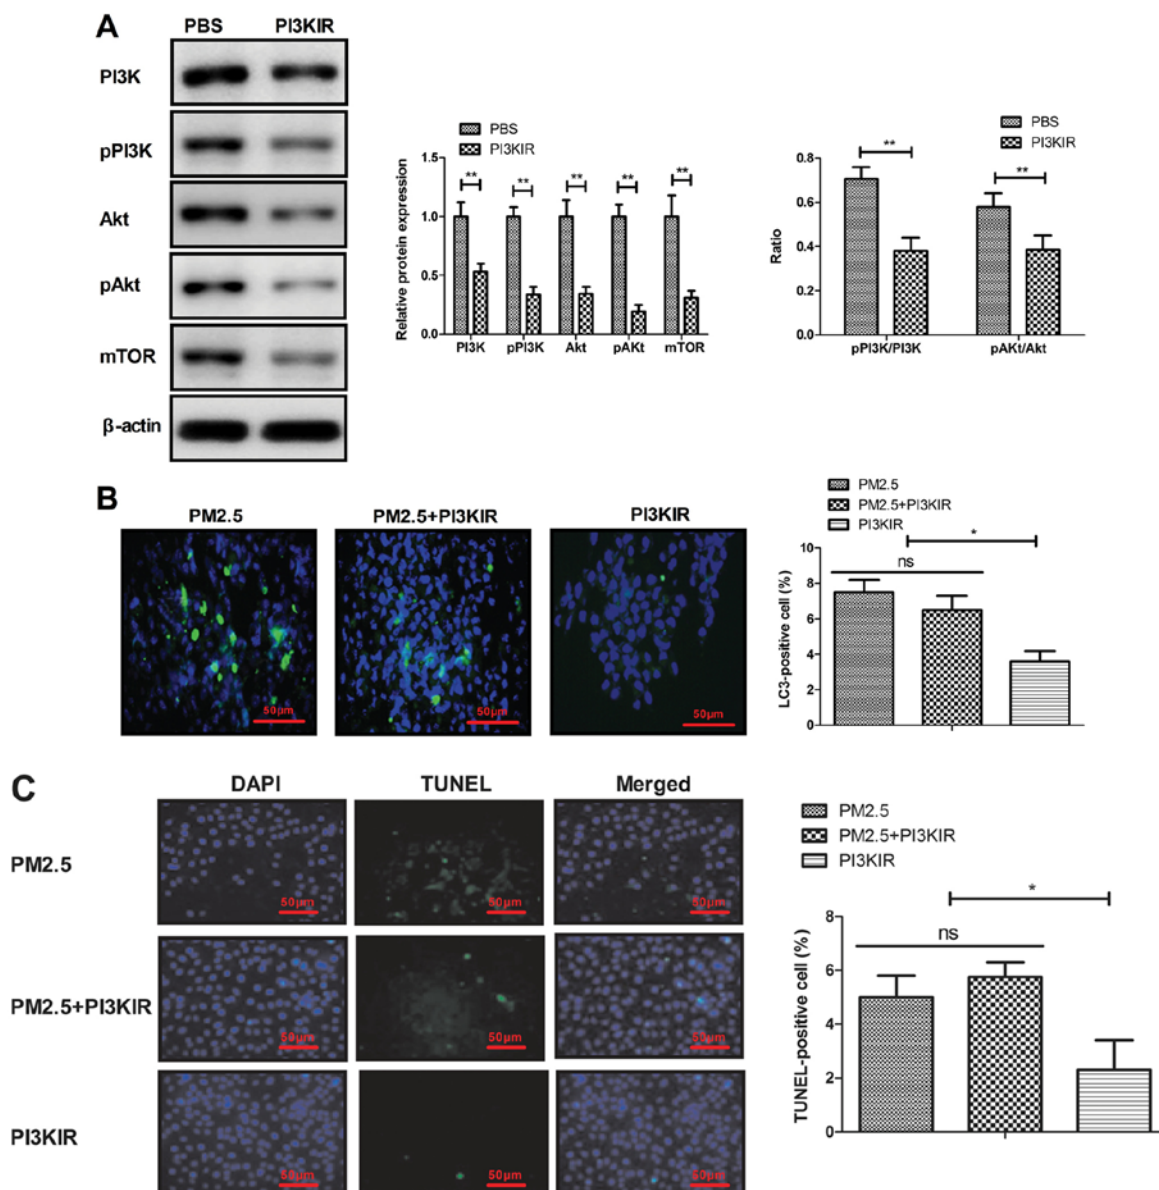 A
PBS PI3KIR
PI3K
pPI3K
Akt
pAkt
mTOR
β-actin
PBS
PI3KIR
Relative protein expression
1.5
1.0
0.5
0.0
** ** ** ** **
PI3K pPI3K Akt pAKt mTOR
PBS
PI3KIR
Ratio
0.8
0.6
0.4
0.2
0.0
** **
pPI3K/PI3K pAKt/Akt
B
PM2.5 PM2.5+PI3KIR PI3KIR
50μm 50μm 50μm
PM2.5
PM2.5+PI3KIR
PI3KIR
LC3-positive cell (%)
10
8
6
4
2
0
ns *
C
DAPI TUNEL Merged
PM2.5
50μm 50μm 50μm
PM2.5+PI3KIR
50μm 50μm 50μm
PI3KIR
50μm 50μm 50μm
PM2.5
PM2.5+PI3KIR
PI3KIR
TUNEL-positive cell (%)
8
6
4
2
0
ns *